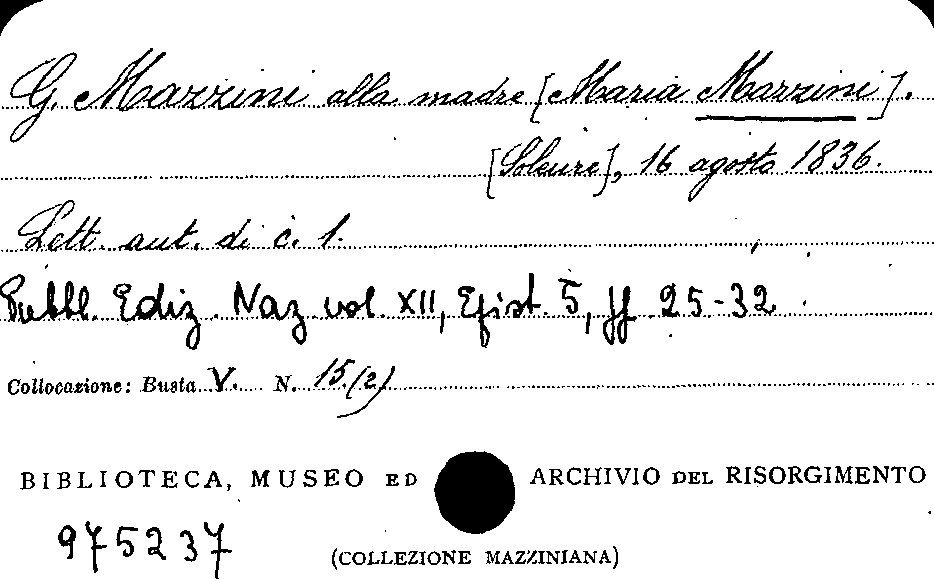 G. Mazzini alla madre [Maria Mazzini].
[Soleure], 16 agosto 1836.
Lett. aut. di c. 1.
Pubbl. Ediz. Naz. vol. XII, Epist. 5, pp. 25-32.
Collocazione: Busta V. N. 15.(2)
BIBLIOTECA, MUSEO ED ARCHIVIO DEL RISORGIMENTO
975237
(COLLEZIONE MAZZINIANA)